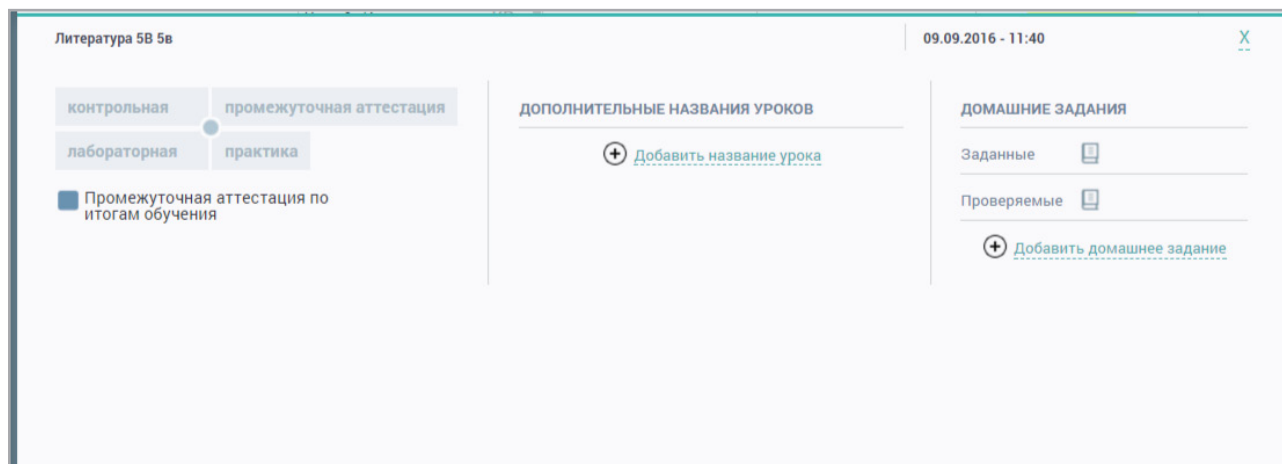 Литература 5В 5в
09.09.2016 - 11:40
X
контрольная
промежуточная аттестация
лабораторная
практика
Промежуточная аттестация по
итогам обучения
ДОПОЛНИТЕЛЬНЫЕ НАЗВАНИЯ УРОКОВ
Добавить название урока
ДОМАШНИЕ ЗАДАНИЯ
Заданные
Проверяемые
Добавить домашнее задание